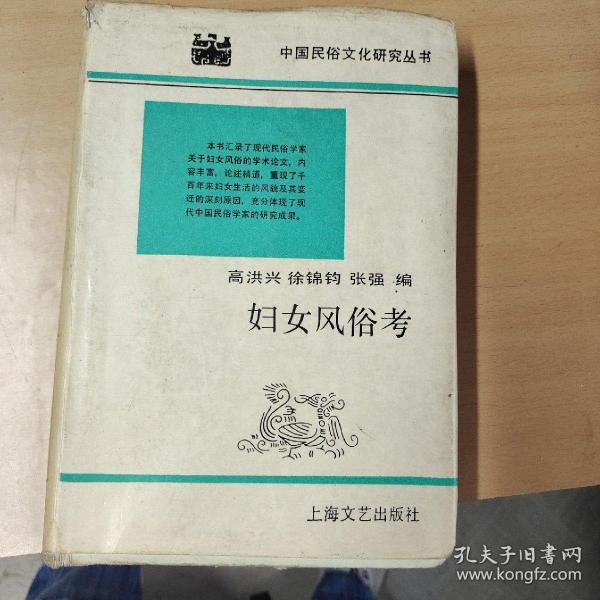 中国民俗文化研究丛书
本书汇录了现代民俗学家
关于妇女风俗的学术论文，内
容丰富，论述精道，重现了千
百年来妇女生活的风貌及其变
迁的深刻原因，充分体现了现
代中国民俗学家的研究成果。
高洪兴 徐锦钧 张强 编
妇女风俗考
上海文艺出版社
孔夫子旧书网
www.kongfz.com